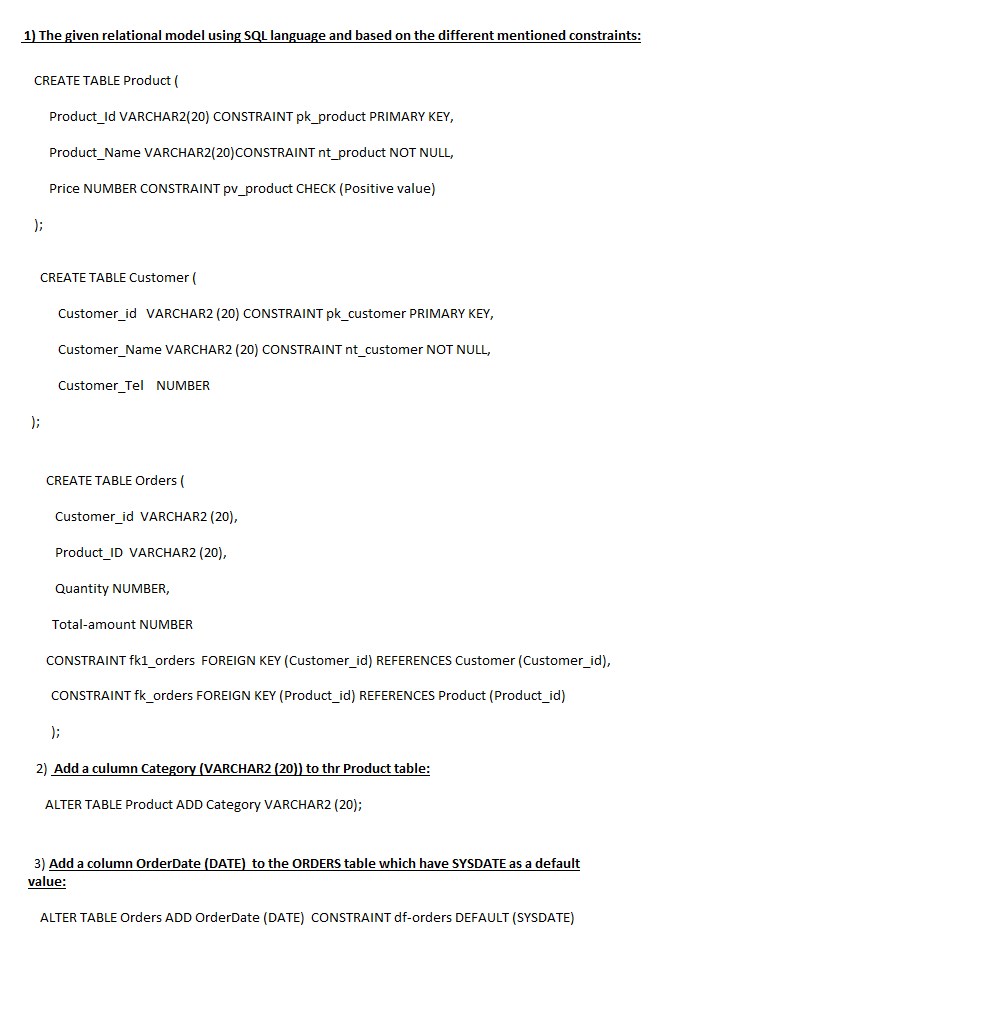 1) The given relational model using SQL language and based on the different mentioned constraints:
CREATE TABLE Product (
Product_Id VARCHAR2(20) CONSTRAINT pk_product PRIMARY KEY,
Product_Name VARCHAR2(20)CONSTRAINT nt_product NOT NULL,
Price NUMBER CONSTRAINT pv_product CHECK (Positive value)
);
CREATE TABLE Customer (
Customer_id VARCHAR2 (20) CONSTRAINT pk_customer PRIMARY KEY,
Customer_Name VARCHAR2 (20) CONSTRAINT nt_customer NOT NULL,
Customer_Tel NUMBER
);
CREATE TABLE Orders (
Customer_id VARCHAR2 (20),
Product_ID VARCHAR2 (20),
Quantity NUMBER,
Total-amount NUMBER
CONSTRAINT fk1_orders FOREIGN KEY (Customer_id) REFERENCES Customer (Customer_id),
CONSTRAINT fk_orders FOREIGN KEY (Product_id) REFERENCES Product (Product_id)
);
2) Add a culumn Category (VARCHAR2 (20)) to thr Product table:
ALTER TABLE Product ADD Category VARCHAR2 (20);
3) Add a column OrderDate (DATE) to the ORDERS table which have SYSDATE as a default
value:
ALTER TABLE Orders ADD OrderDate (DATE) CONSTRAINT df-orders DEFAULT (SYSDATE)